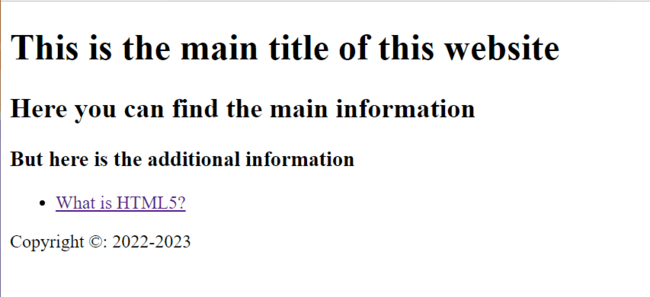 This is the main title of this website
Here you can find the main information
But here is the additional information
• What is HTML5?
Copyright ©: 2022-2023